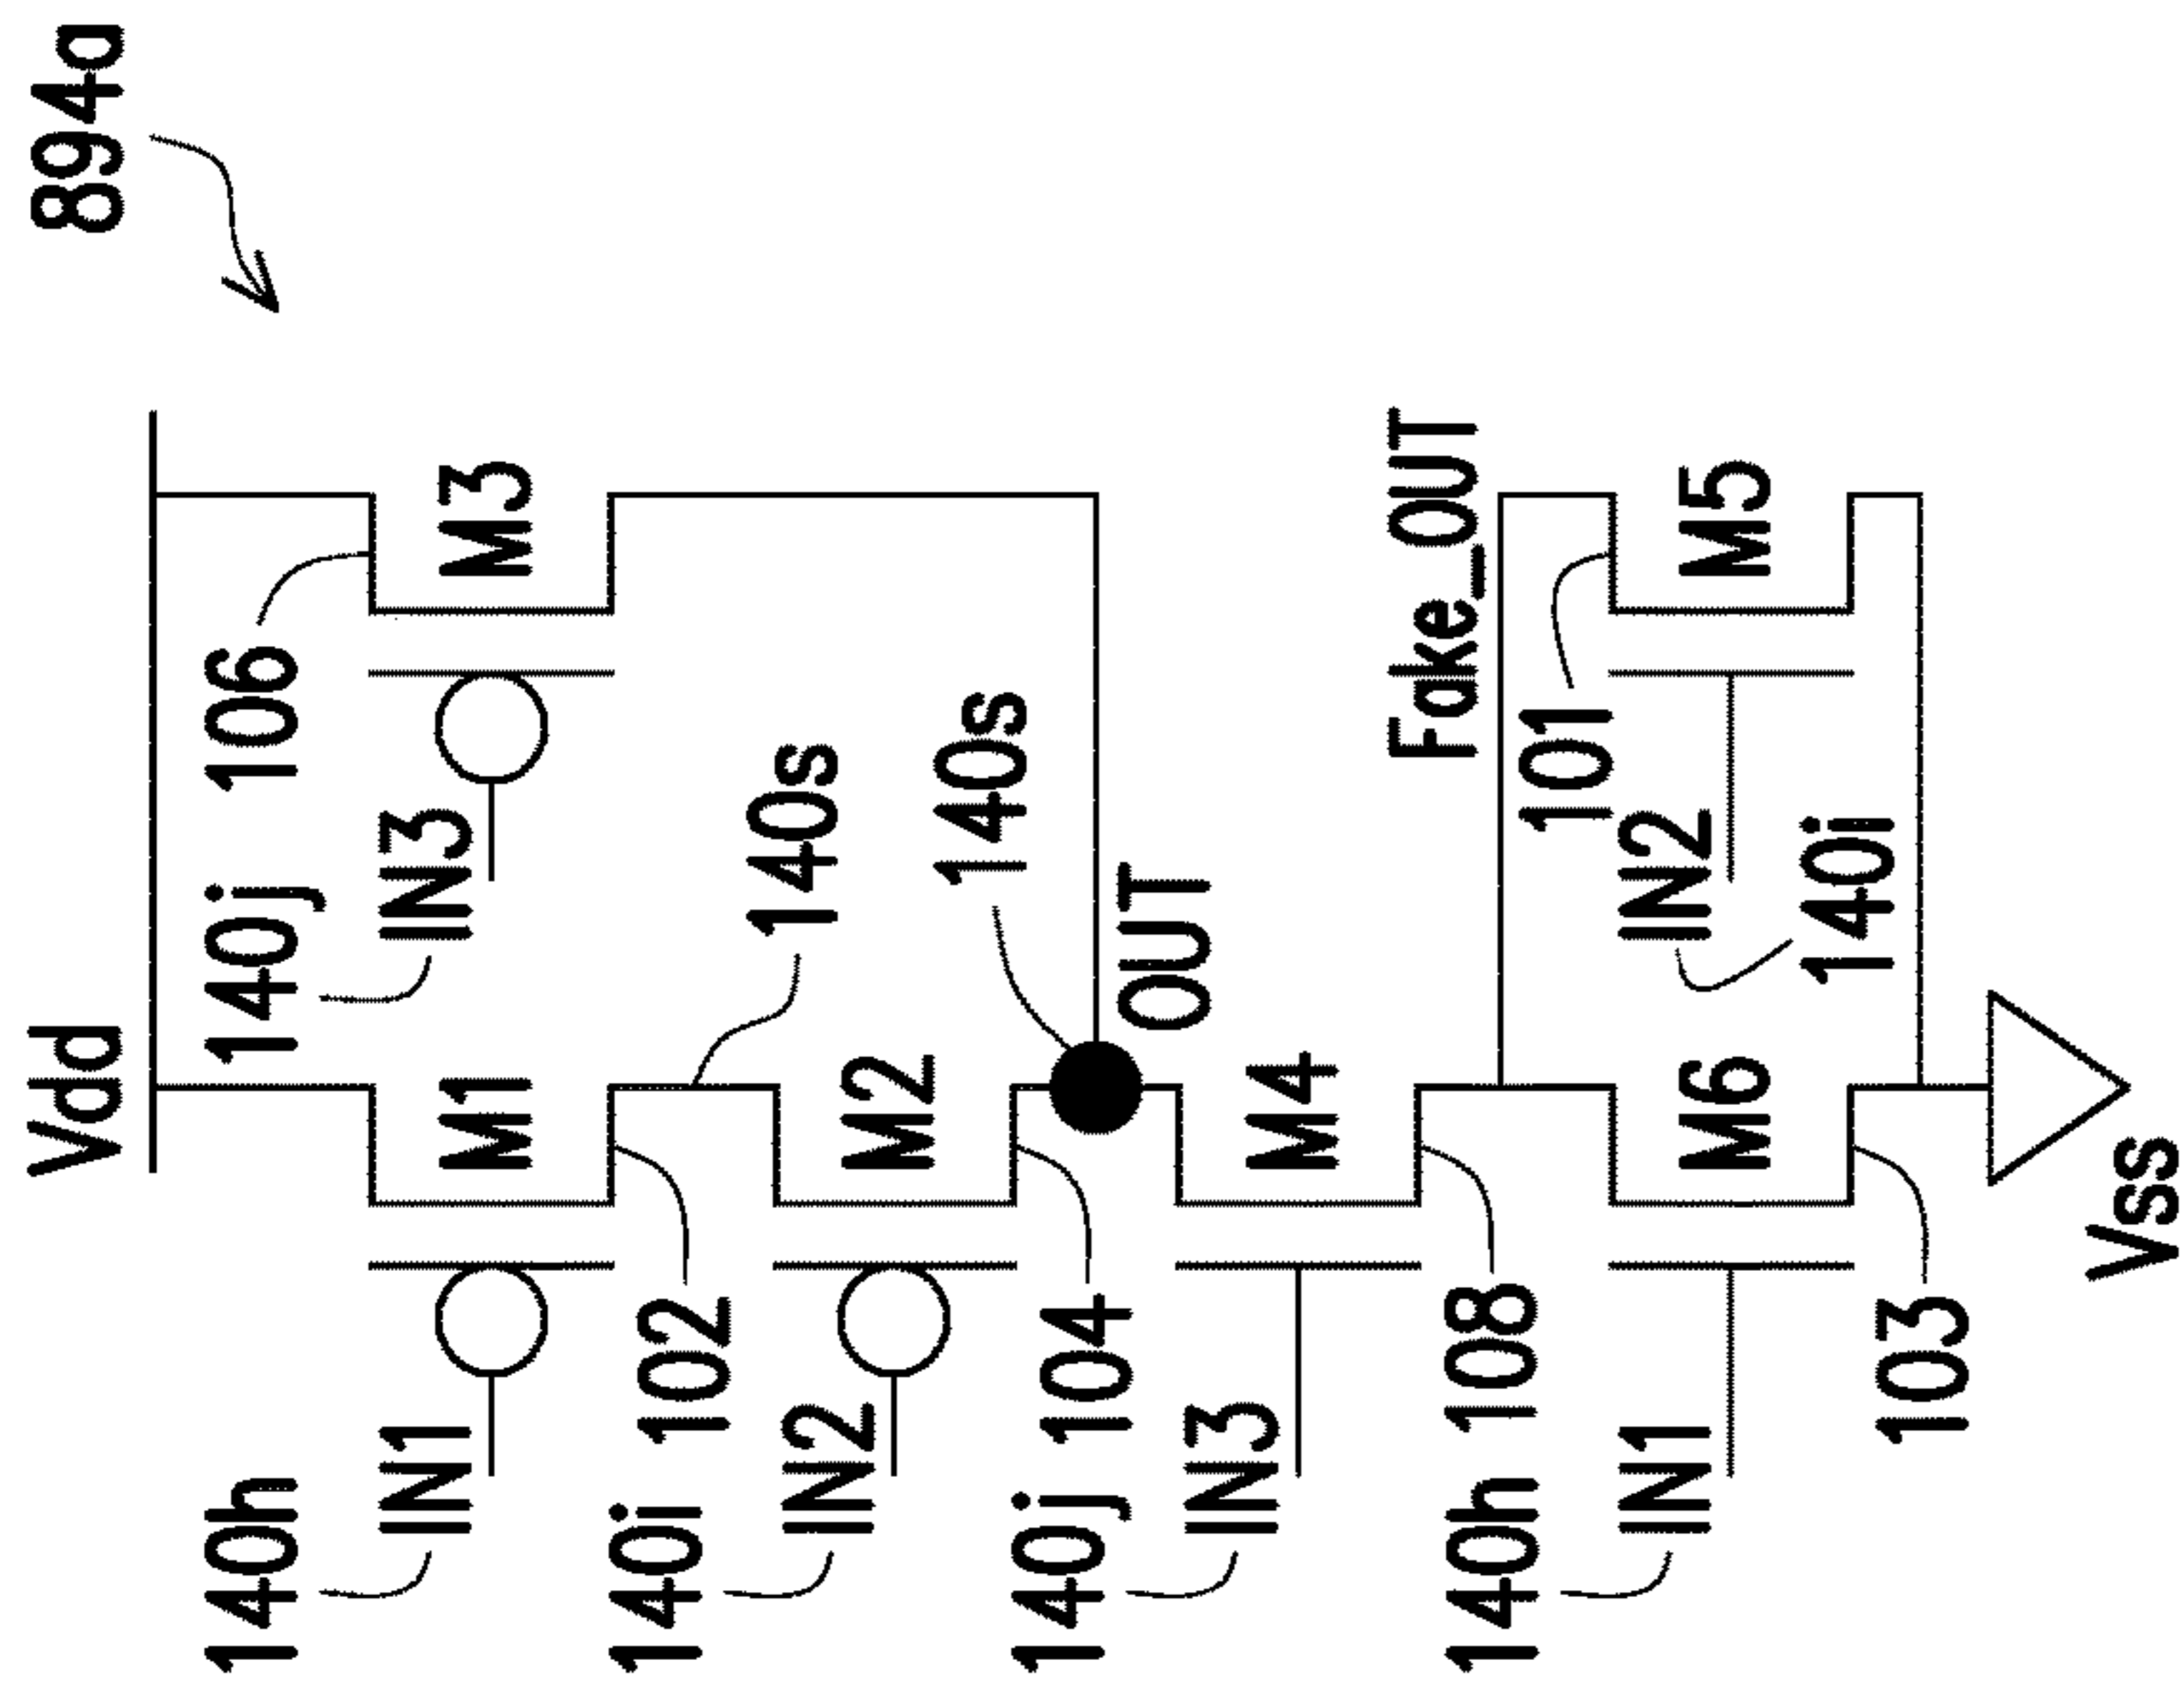 894a
Vdd
140j
106
IN3
M3
140h
IN1
M1
102
140s
140i
IN2
M2
104
140s
OUT
140j
IN3
M4
108
Fake_OUT
101
IN2
M5
140i
140h
IN1
M6
103
Vss